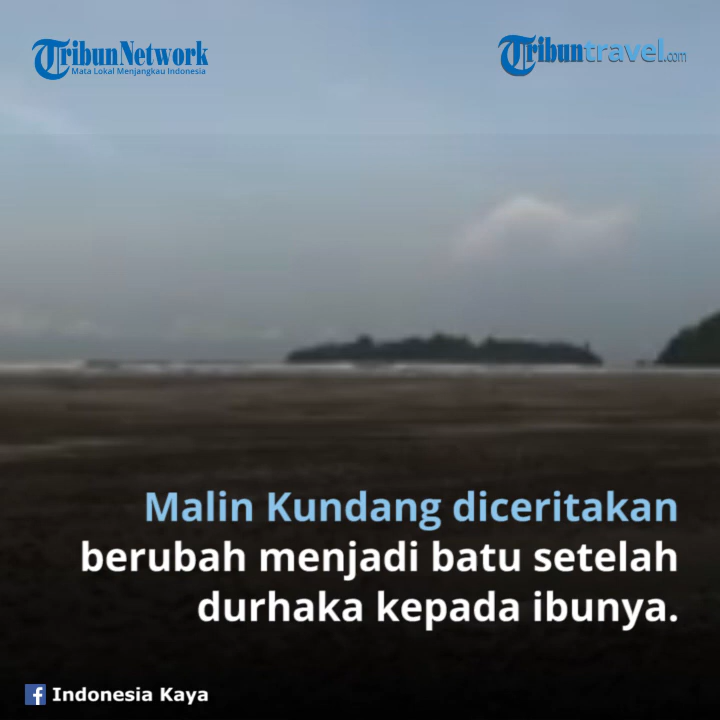 TribunNetwork
Mata Lokal Menjangkau Indonesia
Tribuntravel.com
Malin Kundang diceritakan
berubah menjadi batu setelah
durhaka kepada ibunya.
Indonesia Kaya